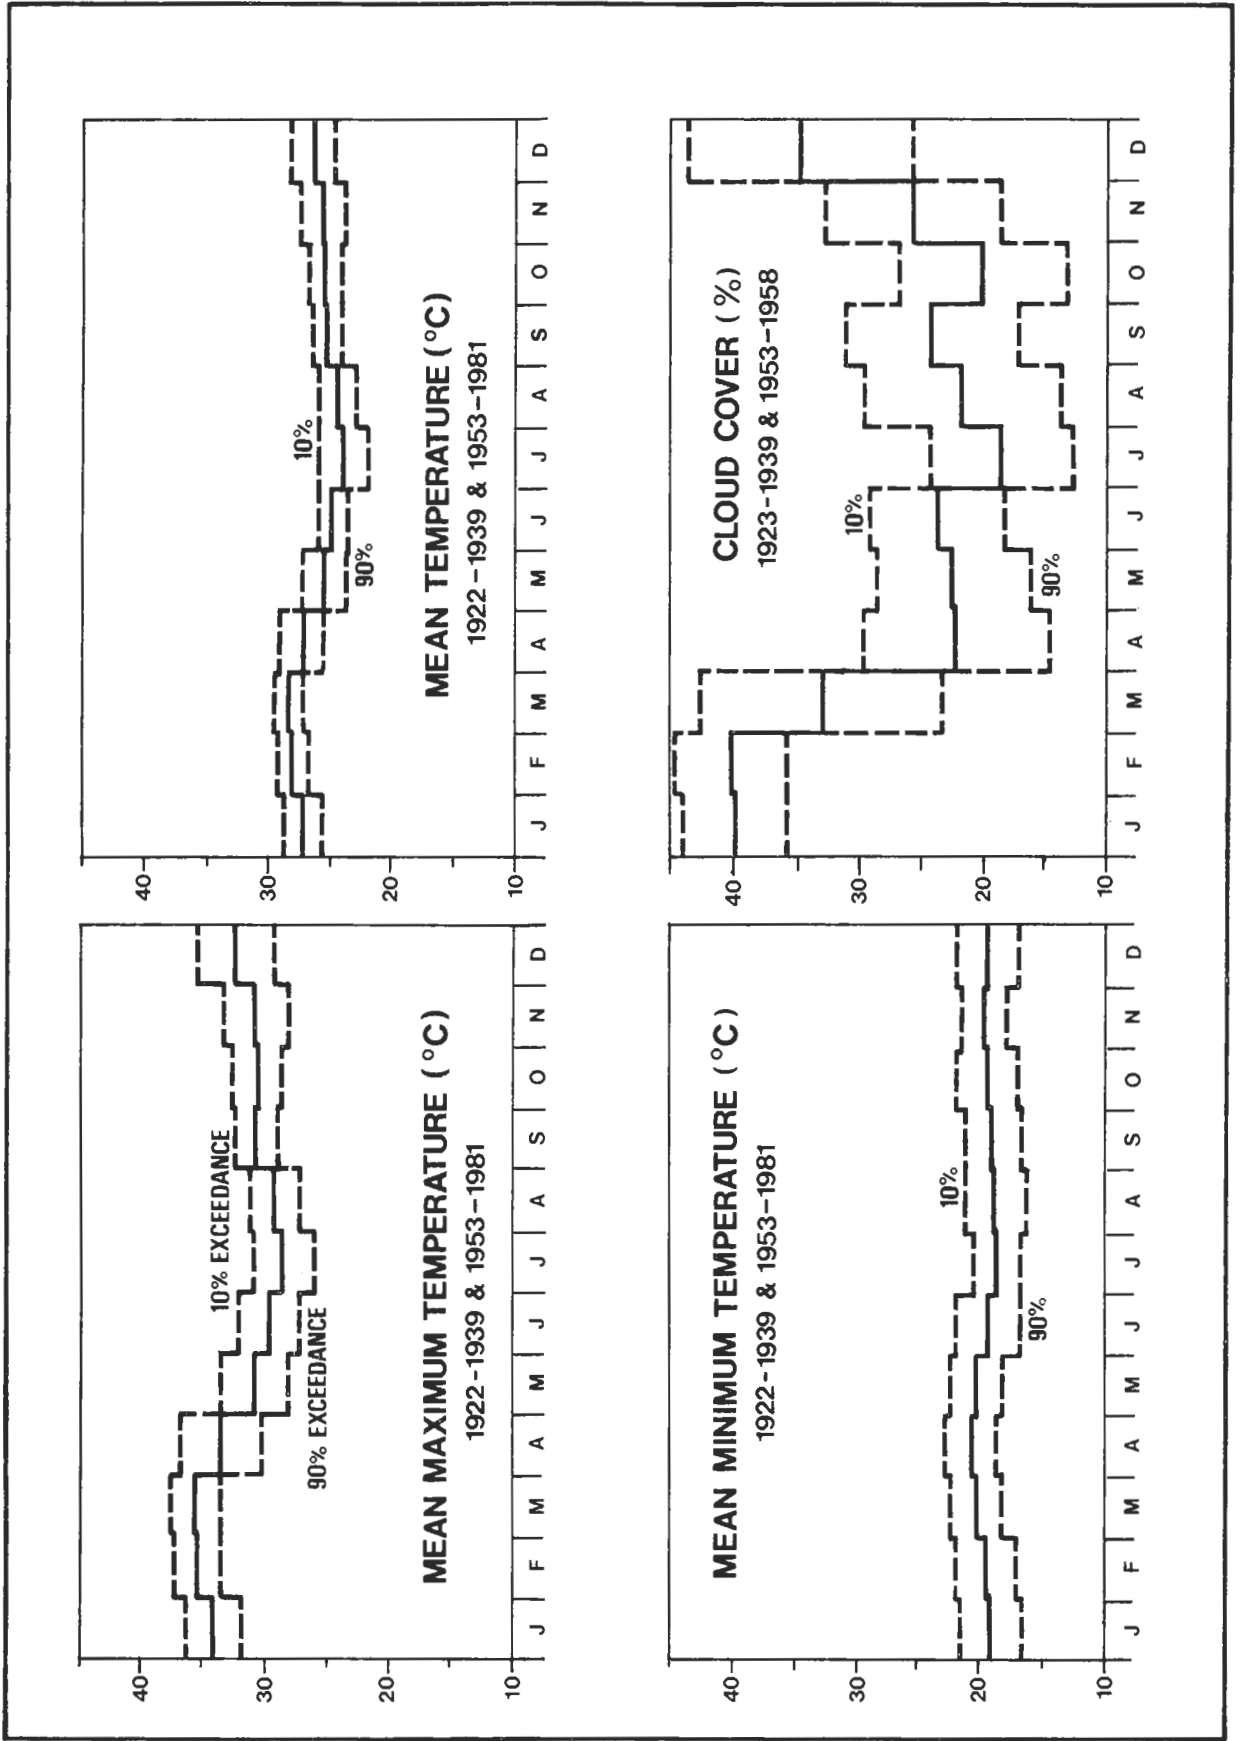 40
30
20
10
10% EXCEEDANCE
90% EXCEEDANCE
MEAN MAXIMUM TEMPERATURE (°C)
1922-1939 & 1953-1981
J F M A M J J A S O N D
40
30
20
10
10%
90%
MEAN TEMPERATURE (°C)
1922-1939 & 1953-1981
J F M A M J J A S O N D
40
30
20
10
MEAN MINIMUM TEMPERATURE (°C)
1922-1939 & 1953-1981
10%
90%
J F M A M J J A S O N D
40
30
20
10
CLOUD COVER (%)
1923-1939 & 1953-1958
10%
90%
J F M A M J J A S O N D